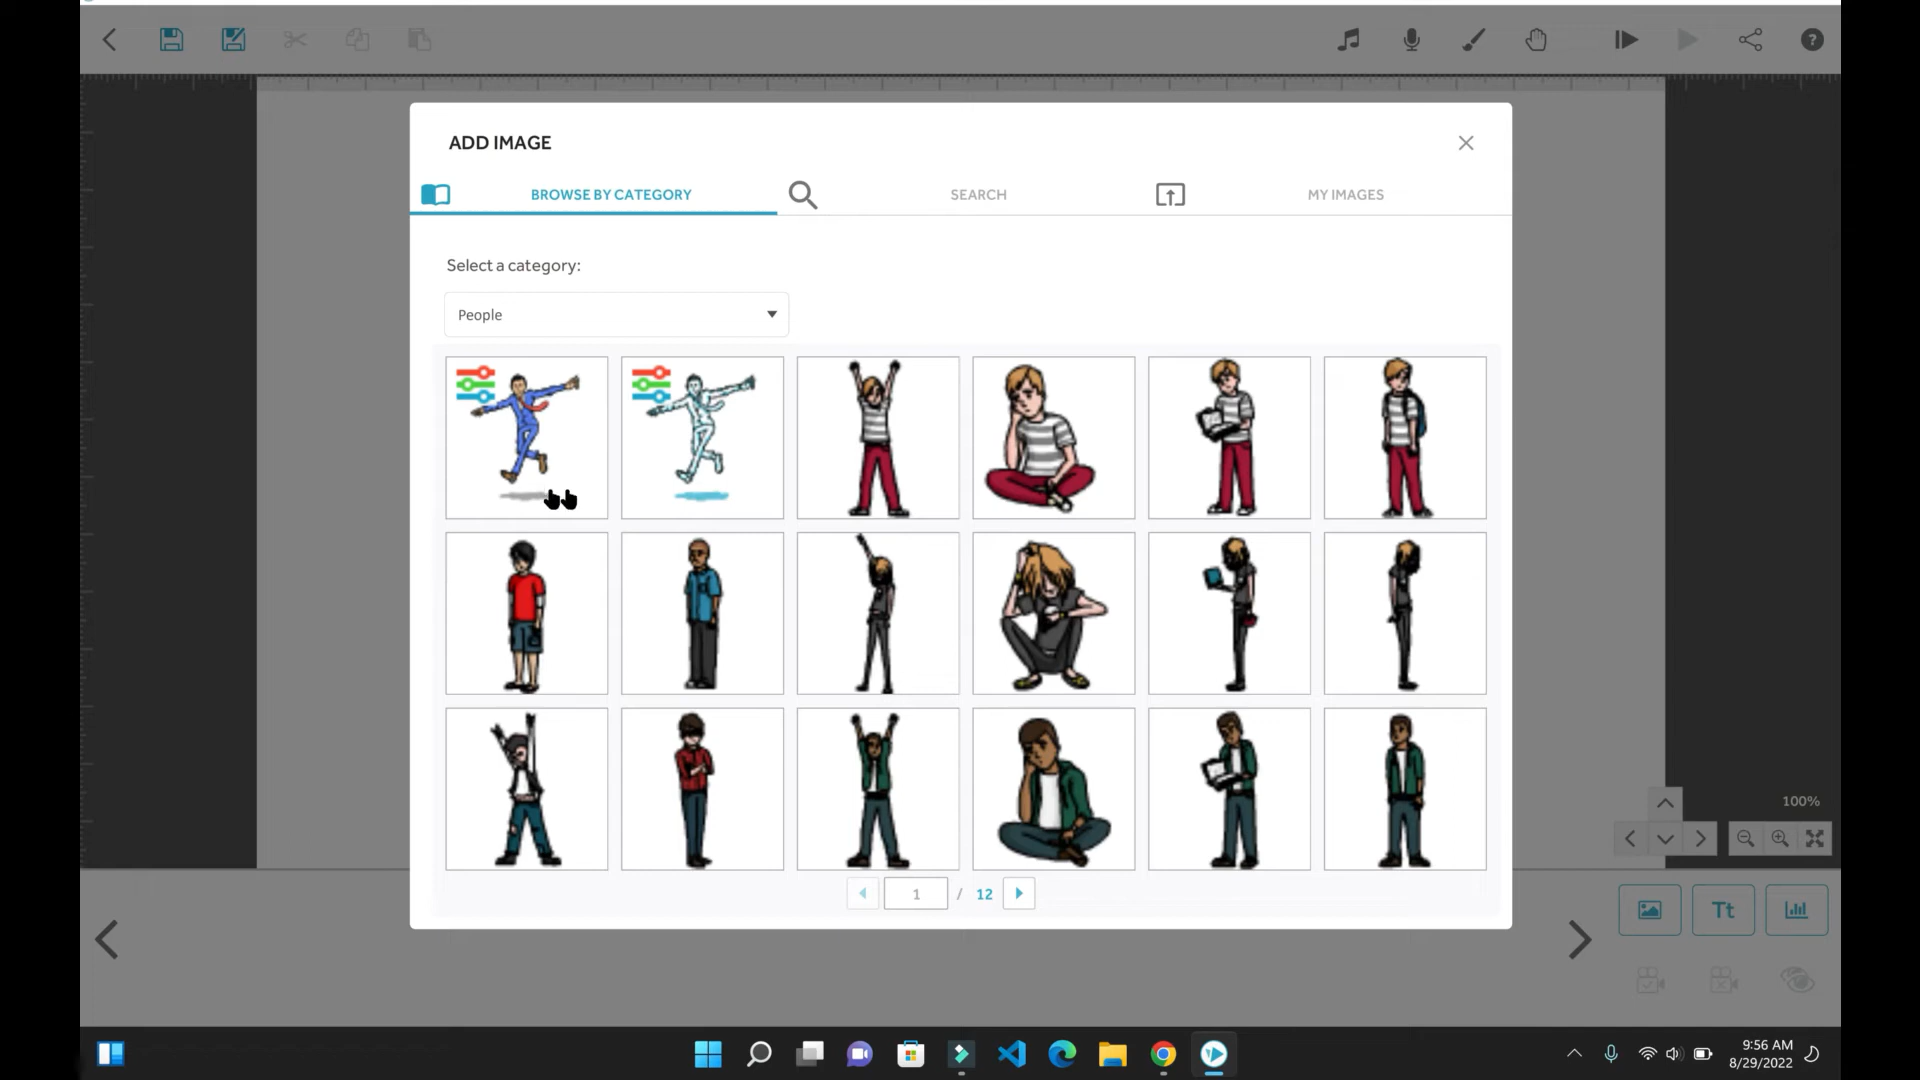 ADD IMAGE
BROWSE BY CATEGORY
SEARCH
MY IMAGES
Select a category:
People
1 / 12
100%
Tt
9:56 AM
8/29/2022